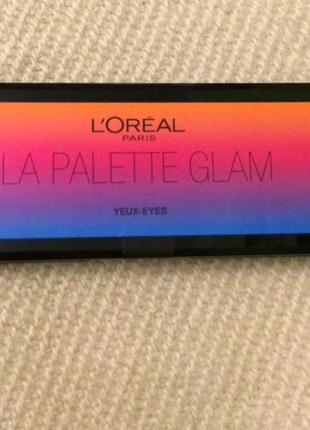 L'ORÉAL
PARIS
LA PALETTE GLAM
YEUX-EYES